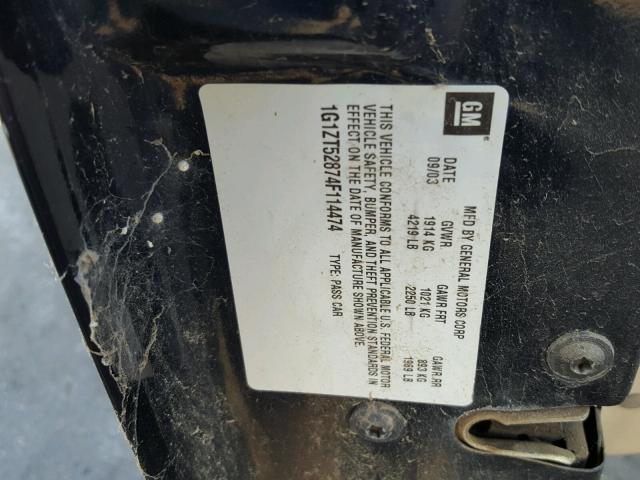 GM
MFD BY GENERAL MOTORS CORP
DATE GVWR GAWR FRT GAWR RR
09/03 1914 KG 1021 KG 893 KG
4219 LB 2250 LB 1969 LB
THIS VEHICLE CONFORMS TO ALL APPLICABLE U.S. FEDERAL MOTOR
VEHICLE SAFETY, BUMPER, AND THEFT PREVENTION STANDARDS IN
EFFECT ON THE DATE OF MANUFACTURE SHOWN ABOVE.
1G1ZT52874F114474 TYPE: PASS CAR